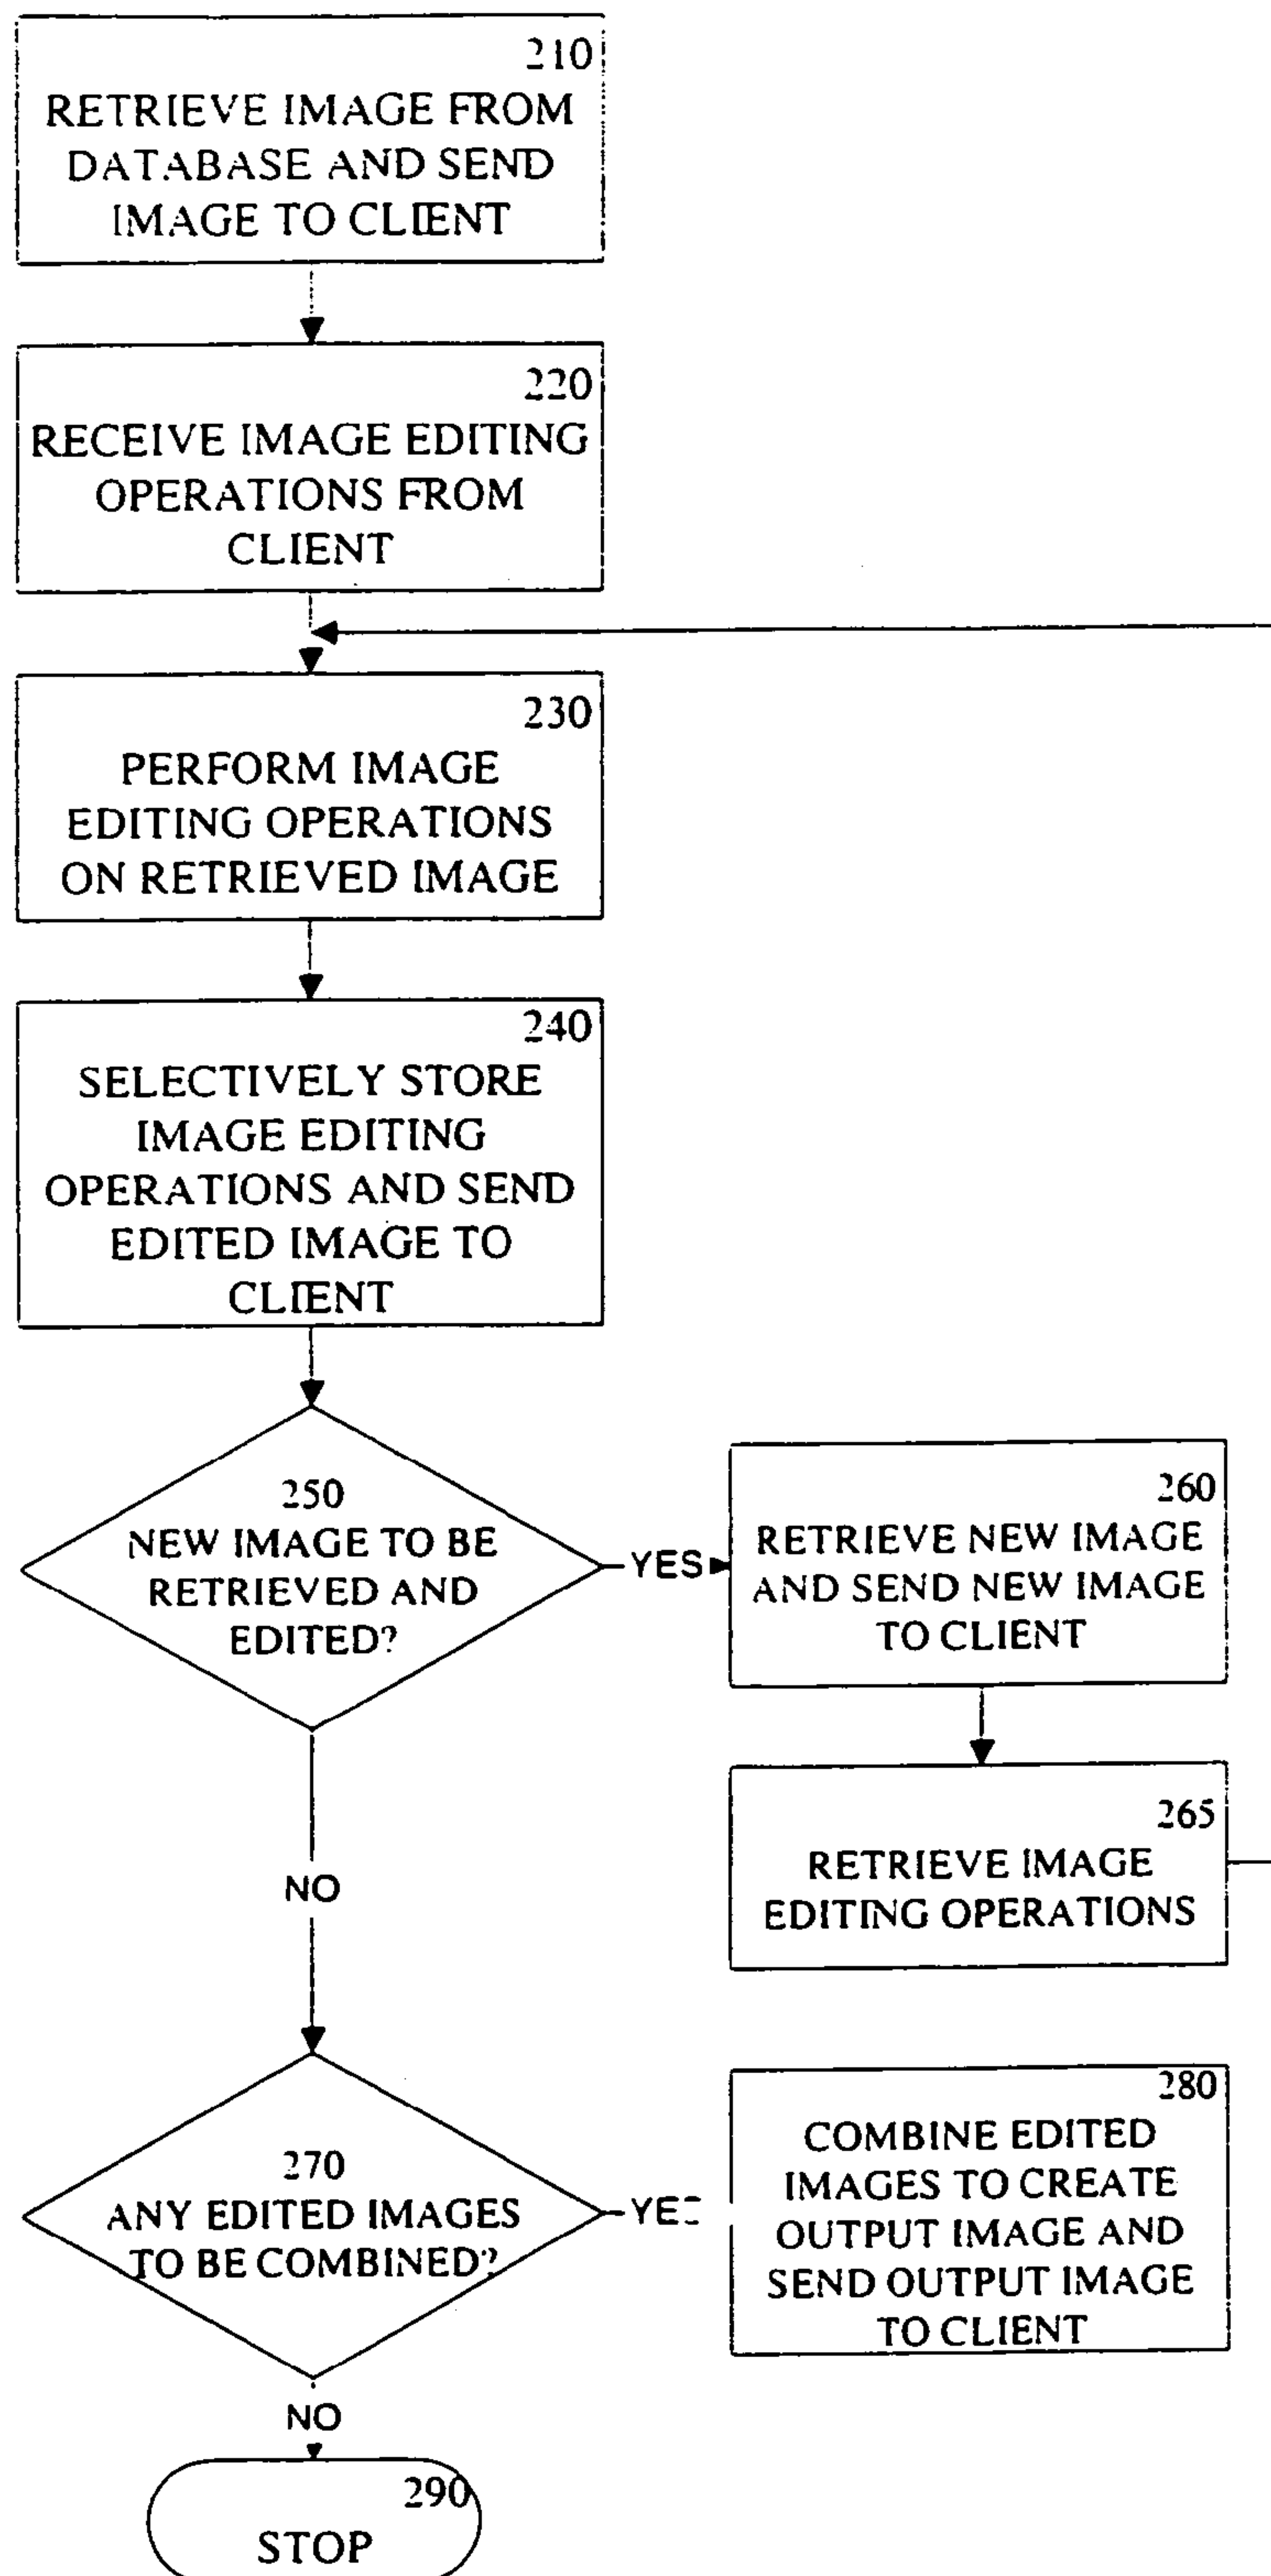 210
RETRIEVE IMAGE FROM
DATABASE AND SEND
IMAGE TO CLIENT
220
RECEIVE IMAGE EDITING
OPERATIONS FROM
CLIENT
230
PERFORM IMAGE
EDITING OPERATIONS
ON RETRIEVED IMAGE
240
SELECTIVELY STORE
IMAGE EDITING
OPERATIONS AND SEND
EDITED IMAGE TO
CLIENT
250
NEW IMAGE TO BE
RETRIEVED AND
EDITED?
YES
260
RETRIEVE NEW IMAGE
AND SEND NEW IMAGE
TO CLIENT
265
RETRIEVE IMAGE
EDITING OPERATIONS
NO
270
ANY EDITED IMAGES
TO BE COMBINED?
YES
280
COMBINE EDITED
IMAGES TO CREATE
OUTPUT IMAGE AND
SEND OUTPUT IMAGE
TO CLIENT
NO
290
STOP